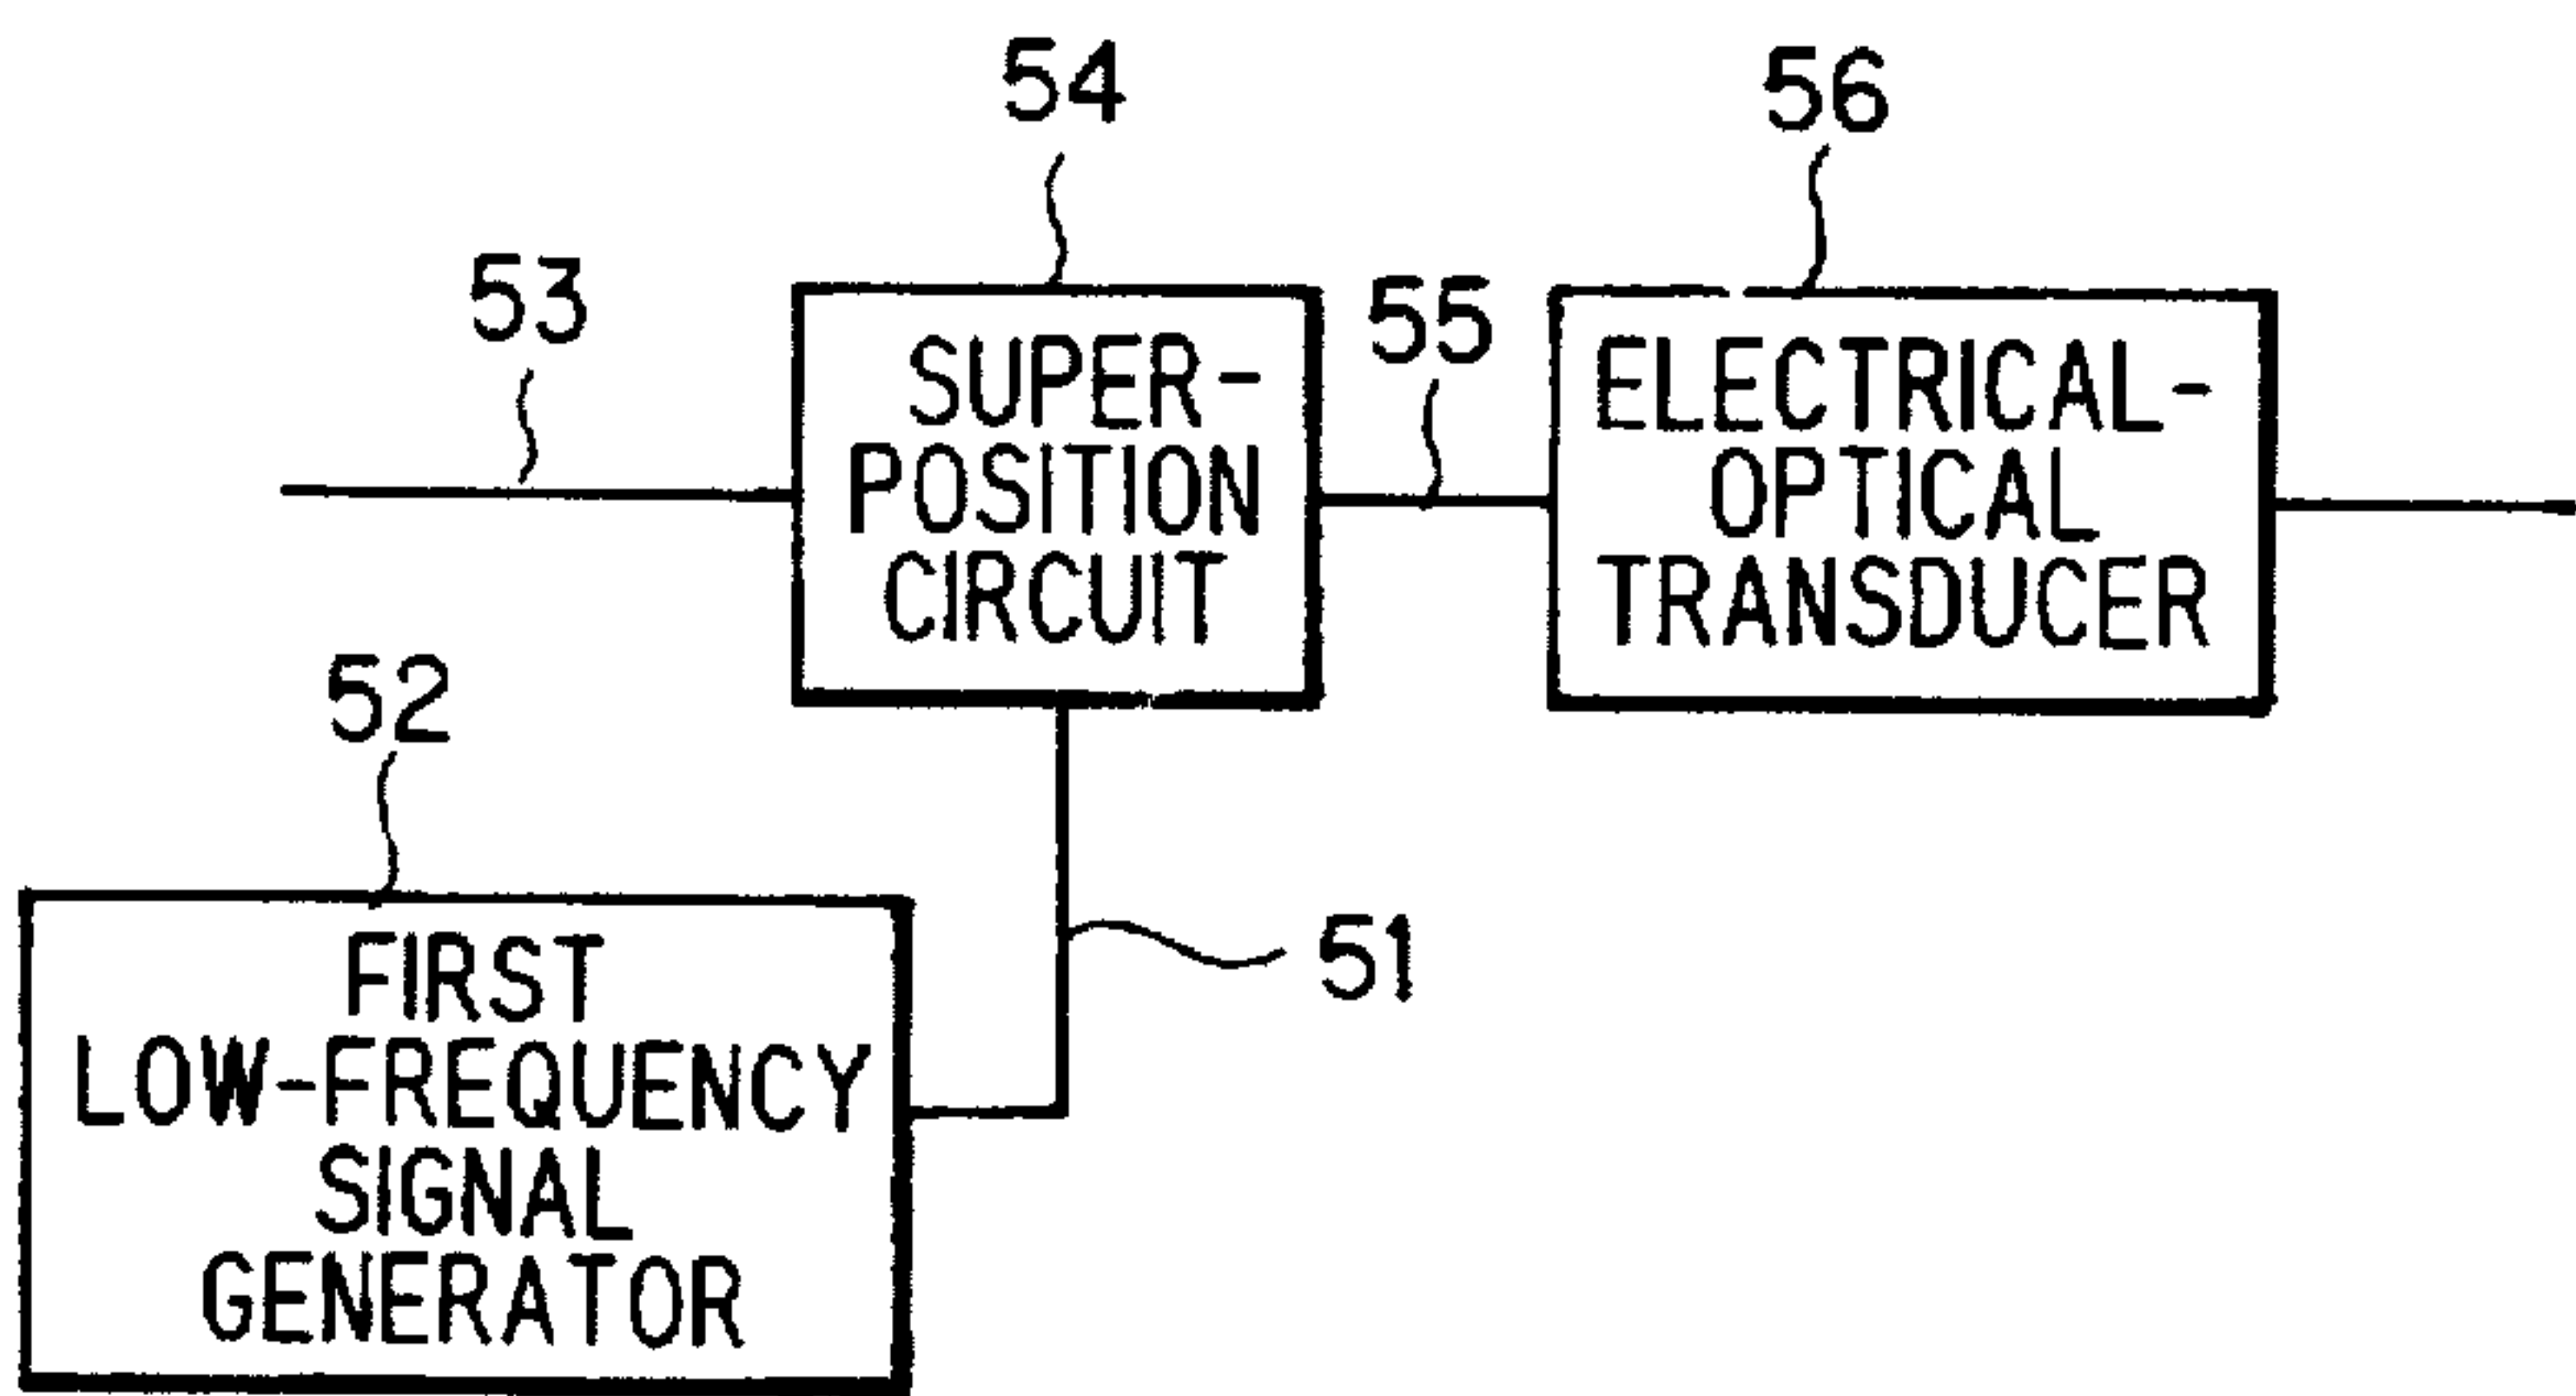 54
56
53
55
SUPER-
POSITION
CIRCUIT
ELECTRICAL-
OPTICAL
TRANSDUCER
52
51
FIRST
LOW-FREQUENCY
SIGNAL
GENERATOR